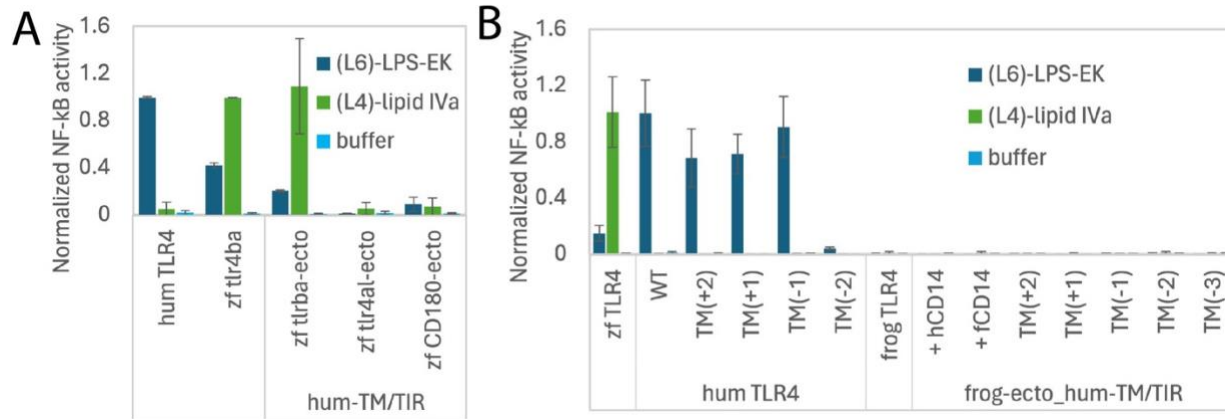 A
Normalized NF-kB activity
1.6
1.2
0.8
0.4
0
(L6)-LPS-EK
(L4)-lipid IVa
buffer
hum TLR4
zf tlr4ba
zf tlrba-ecto
zf tlr4al-ecto
zf CD180-ecto
hum-TM/TIR
B
Normalized NF-kB activity
1.6
1.2
0.8
0.4
0
(L6)-LPS-EK
(L4)-lipid IVa
buffer
zf TLR4
WT
TM(+2)
TM(+1)
TM(-1)
TM(-2)
frog TLR4
+ hCD14
+ fCD14
TM(+2)
TM(+1)
TM(-1)
TM(-2)
TM(-3)
hum TLR4
frog-ecto_hum-TM/TIR